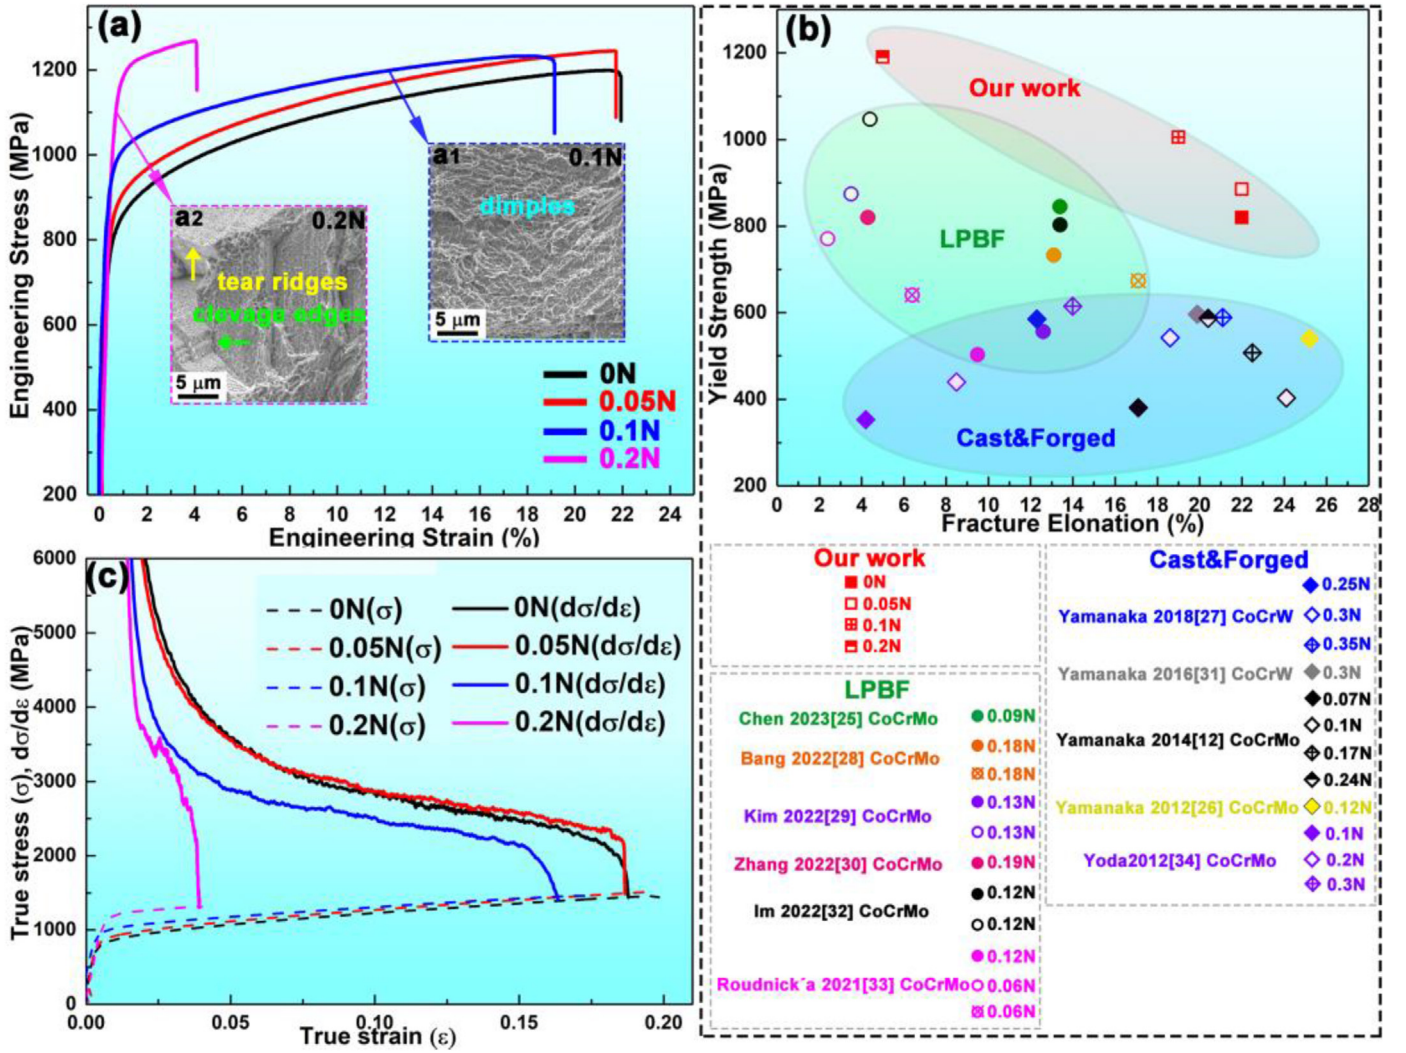 (a)
Engineering Stress (MPa)
1200
1000
800
600
400
200
a1
0.1N
dimples
5 μm
a2
0.2N
tear ridges
clevage edges
5 μm
0N
0.05N
0.1N
0.2N
0 2 4 6 8 10 12 14 16 18 20 22 24
Engineering Strain (%)
(b)
Yield Strength (MPa)
1200
1000
800
600
400
200
Our work
LPBF
Cast&Forged
0 2 4 6 8 10 12 14 16 18 20 22 24 26 28
Fracture Elonation (%)
(c)
True stress (σ), dσ/dε (MPa)
6000
5000
4000
3000
2000
1000
0
0N(σ) 0N(dσ/dε)
0.05N(σ) 0.05N(dσ/dε)
0.1N(σ) 0.1N(dσ/dε)
0.2N(σ) 0.2N(dσ/dε)
0.00 0.05 0.10 0.15 0.20
True strain (ε)
Our work
0N
0.05N
0.1N
0.2N
LPBF
Chen 2023[25] CoCrMo 0.09N
Bang 2022[28] CoCrMo
0.18N
0.18N
Kim 2022[29] CoCrMo
0.13N
0.13N
Zhang 2022[30] CoCrMo 0.19N
Im 2022[32] CoCrMo
0.12N
0.12N
Roudnick´a 2021[33] CoCrMo
0.12N
0.06N
0.06N
Cast&Forged
Yamanaka 2018[27] CoCrW
0.25N
0.3N
0.35N
Yamanaka 2016[31] CoCrW 0.3N
Yamanaka 2014[12] CoCrMo
0.07N
0.1N
0.17N
0.24N
Yamanaka 2012[26] CoCrMo 0.12N
Yoda2012[34] CoCrMo
0.1N
0.2N
0.3N